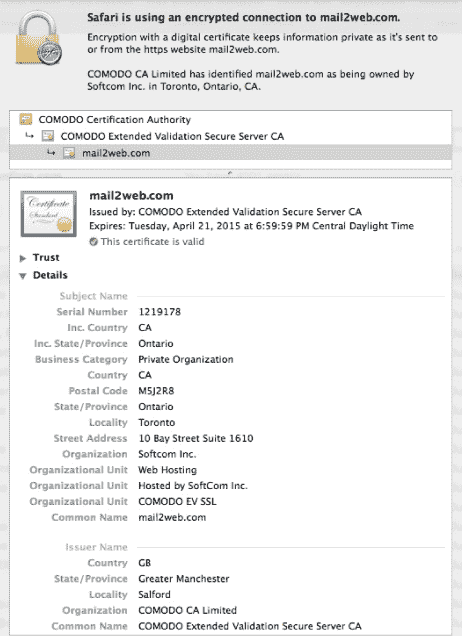 Safari is using an encrypted connection to mail2web.com.
Encryption with a digital certificate keeps information private as it's sent to
or from the https website mail2web.com.
COMODO CA Limited has identified mail2web.com as being owned by
Softcom Inc. in Toronto, Ontario, CA.
COMODO Certification Authority
COMODO Extended Validation Secure Server CA
mail2web.com
Certificate
Standard
mail2web.com
Issued by: COMODO Extended Validation Secure Server CA
Expires: Tuesday, April 21, 2015 at 6:59:59 PM Central Daylight Time
This certificate is valid
Trust
Details
Subject Name
Serial Number 1219178
Inc. Country CA
Inc. State/Province Ontario
Business Category Private Organization
Country CA
Postal Code M5J2R8
State/Province Ontario
Locality Toronto
Street Address 10 Bay Street Suite 1610
Organization Softcom Inc.
Organizational Unit Web Hosting
Organizational Unit Hosted by SoftCom Inc.
Organizational Unit COMODO EV SSL
Common Name mail2web.com
Issuer Name
Country GB
State/Province Greater Manchester
Locality Salford
Organization COMODO CA Limited
Common Name COMODO Extended Validation Secure Server CA